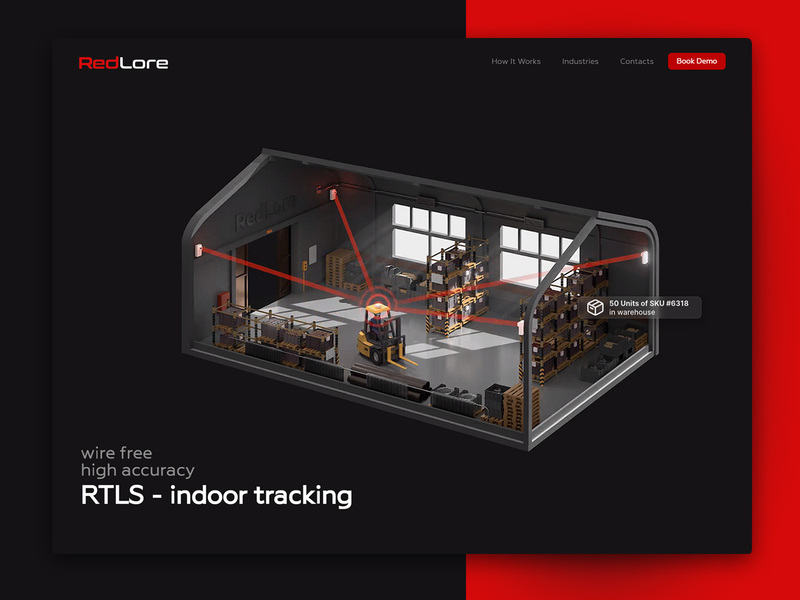 RedLore
How It Works
Industries
Contacts
Book Demo
RedLore
50 Units of SKU #6318
in warehouse
wire free
high accuracy
RTLS - indoor tracking